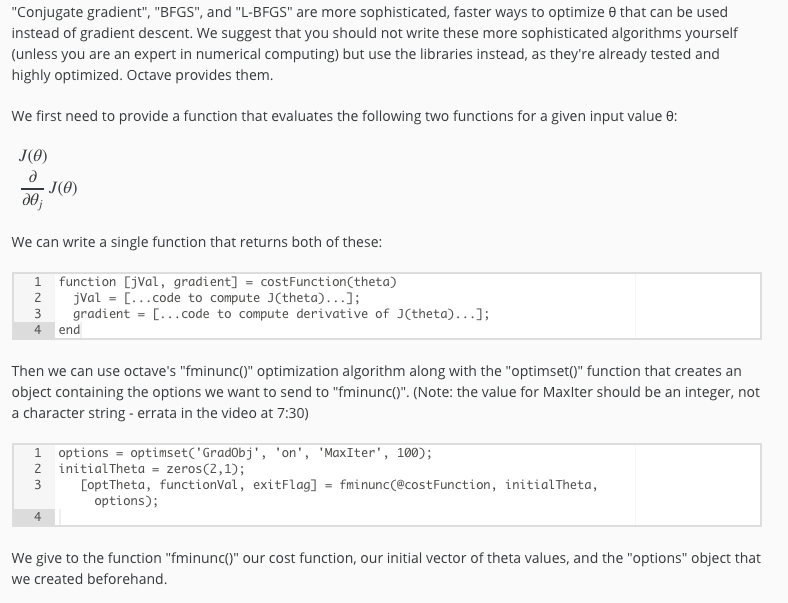 "Conjugate gradient", "BFGS", and "L-BFGS" are more sophisticated, faster ways to optimize θ that can be used
instead of gradient descent. We suggest that you should not write these more sophisticated algorithms yourself
(unless you are an expert in numerical computing) but use the libraries instead, as they're already tested and
highly optimized. Octave provides them.
We first need to provide a function that evaluates the following two functions for a given input value θ:
J(θ)
∂
∂θj J(θ)
We can write a single function that returns both of these:
1 function [jVal, gradient] = costFunction(theta)
2   jVal = [...code to compute J(theta)...];
3   gradient = [...code to compute derivative of J(theta)...];
4 end
Then we can use octave's "fminunc()" optimization algorithm along with the "optimset()" function that creates an
object containing the options we want to send to "fminunc()". (Note: the value for MaxIter should be an integer, not
a character string - errata in the video at 7:30)
1 options = optimset('GradObj', 'on', 'MaxIter', 100);
2 initialTheta = zeros(2,1);
3    [optTheta, functionVal, exitFlag] = fminunc(@costFunction, initialTheta,
     options);
4
We give to the function "fminunc()" our cost function, our initial vector of theta values, and the "options" object that
we created beforehand.